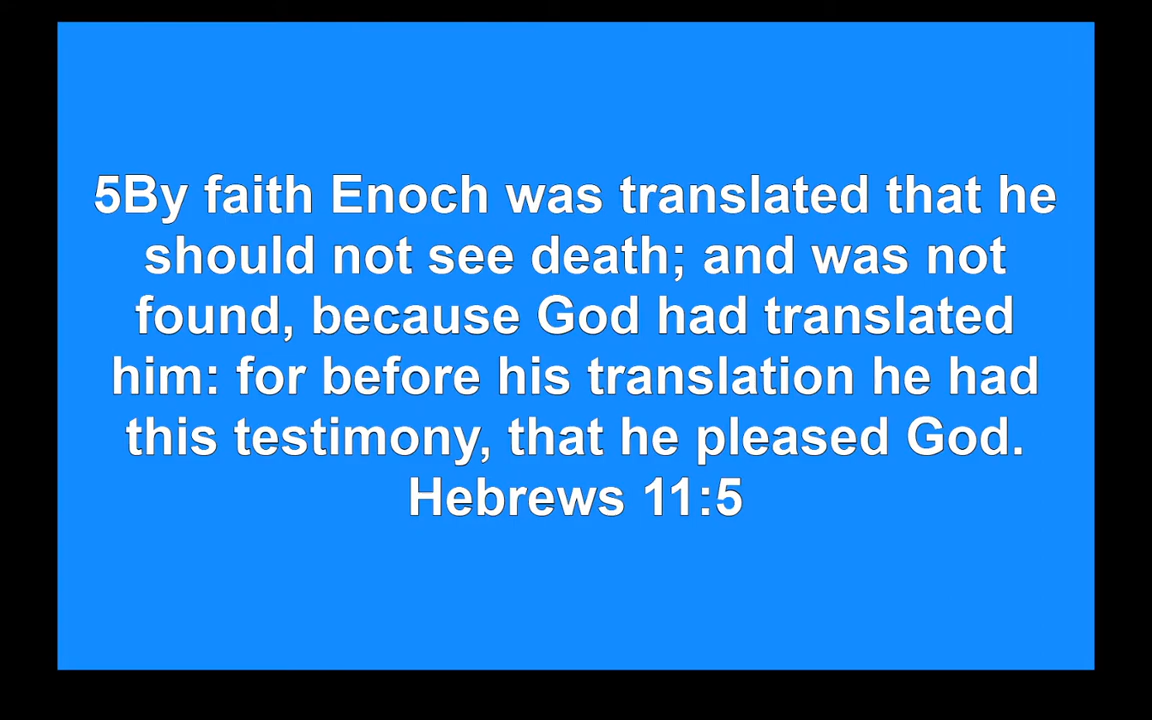 5By faith Enoch was translated that he
should not see death; and was not
found, because God had translated
him: for before his translation he had
this testimony, that he pleased God.
Hebrews 11:5